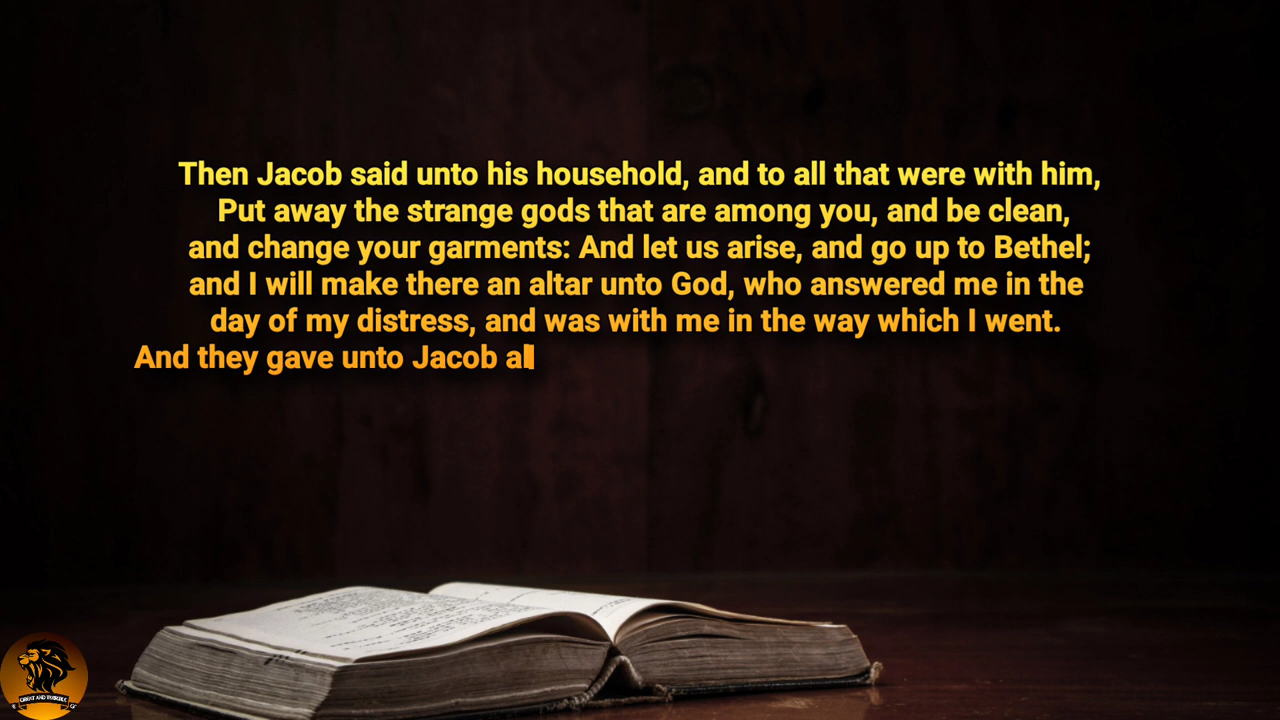 Then Jacob said unto his household, and to all that were with him,
Put away the strange gods that are among you, and be clean,
and change your garments: And let us arise, and go up to Bethel;
and I will make there an altar unto God, who answered me in the
day of my distress, and was with me in the way which I went.
And they gave unto Jacob al
GREAT AND TERRIBLE